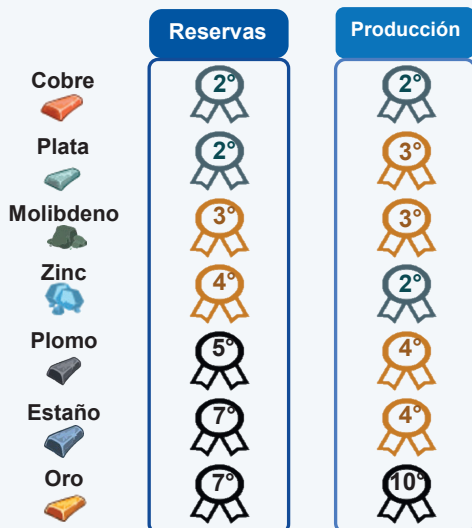 Reservas Producción
Cobre 2° 2°
Plata 2° 3°
Molibdeno 3° 3°
Zinc 4° 2°
Plomo 5° 4°
Estaño 7° 4°
Oro 7° 10°